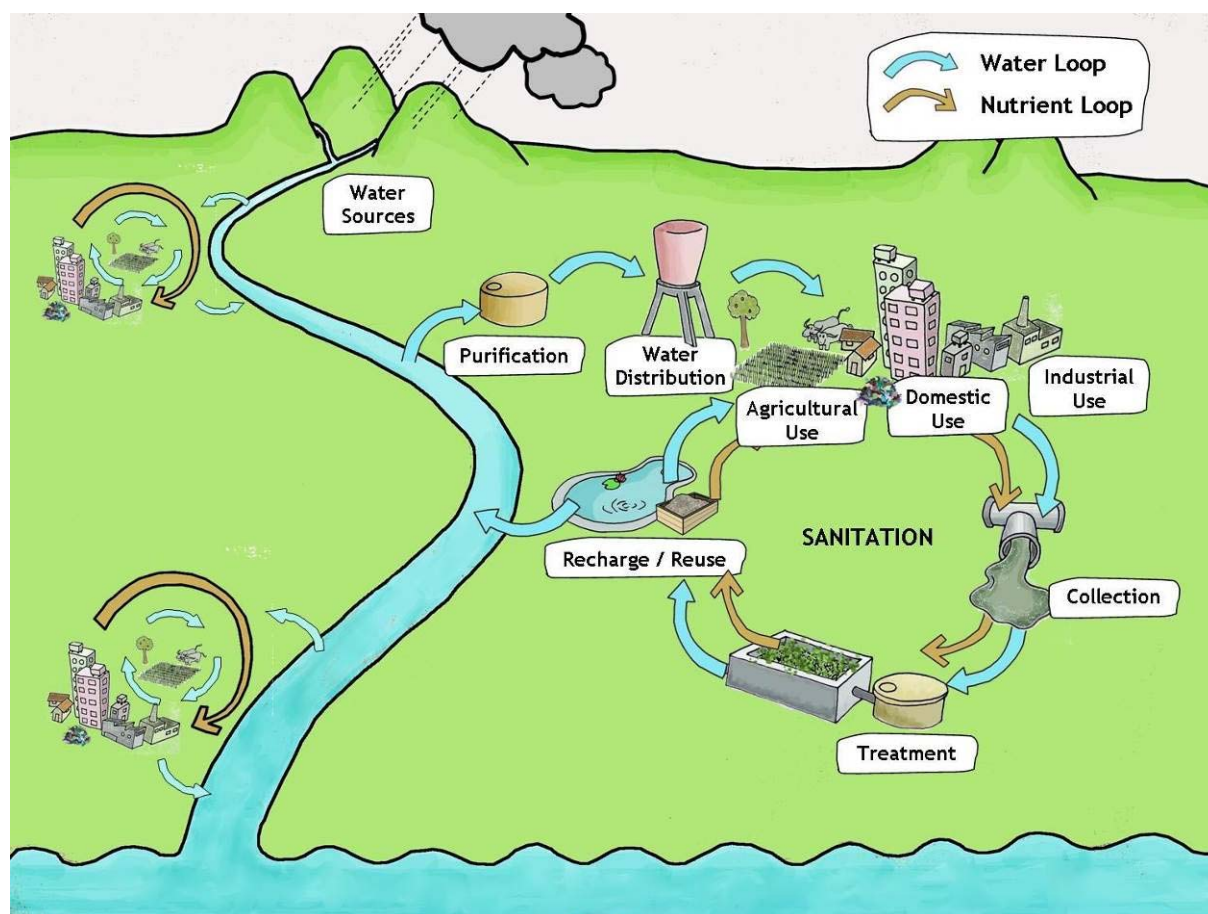 Water Loop
Nutrient Loop
Water
Sources
Purification
Water
Distribution
Agricultural
Use
Domestic
Use
Industrial
Use
Recharge / Reuse
SANITATION
Collection
Treatment